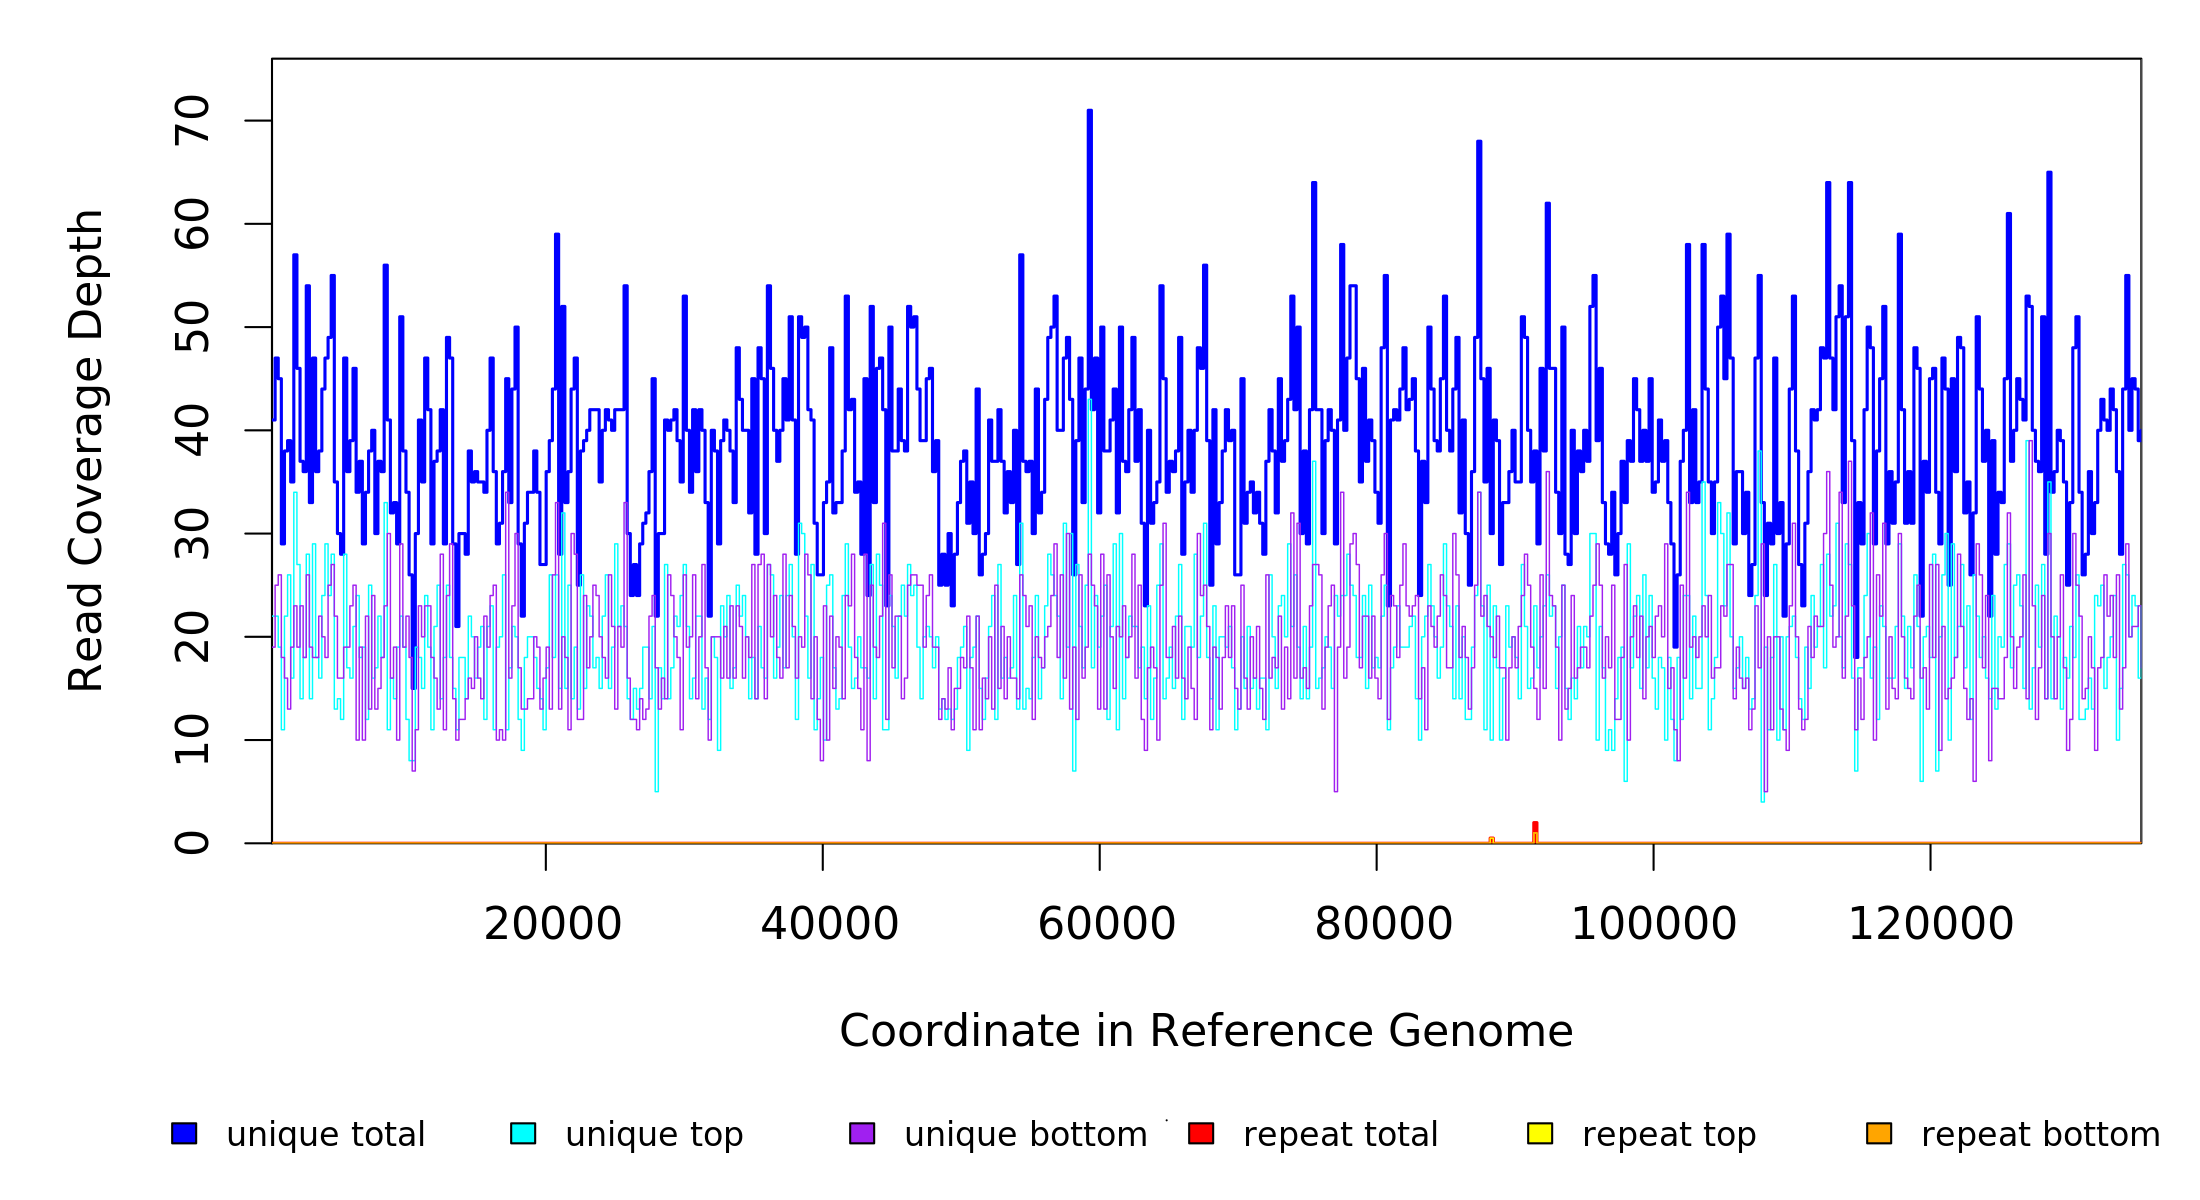 Read Coverage Depth
70
60
50
40
30
20
10
0
20000 40000 60000 80000 100000 120000
Coordinate in Reference Genome
unique total unique top unique bottom repeat total repeat top repeat bottom